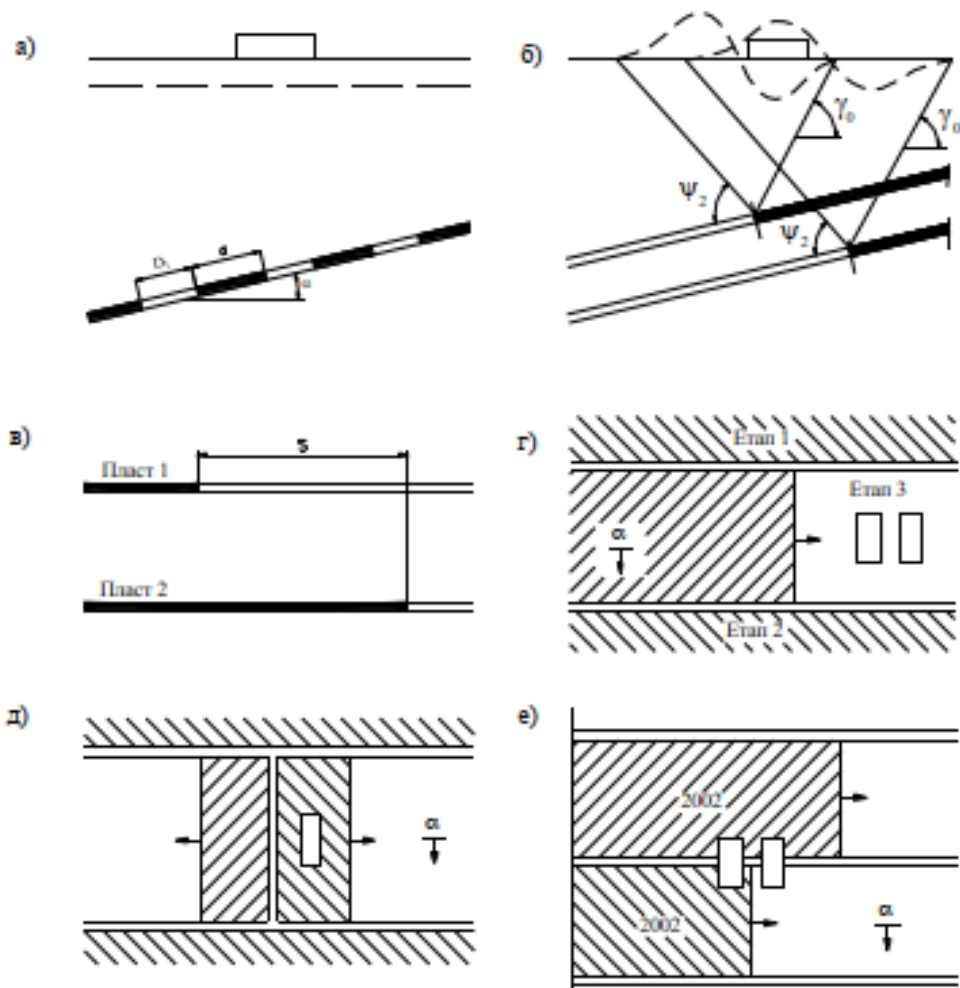 а)
б)
γ₀
γ₀
ψ₂
ψ₂
d
α
в)
S
Пласт 1
Пласт 2
г)
Етап 1
Етап 3
α
Етап 2
д)
α
е)
2002
2002
α